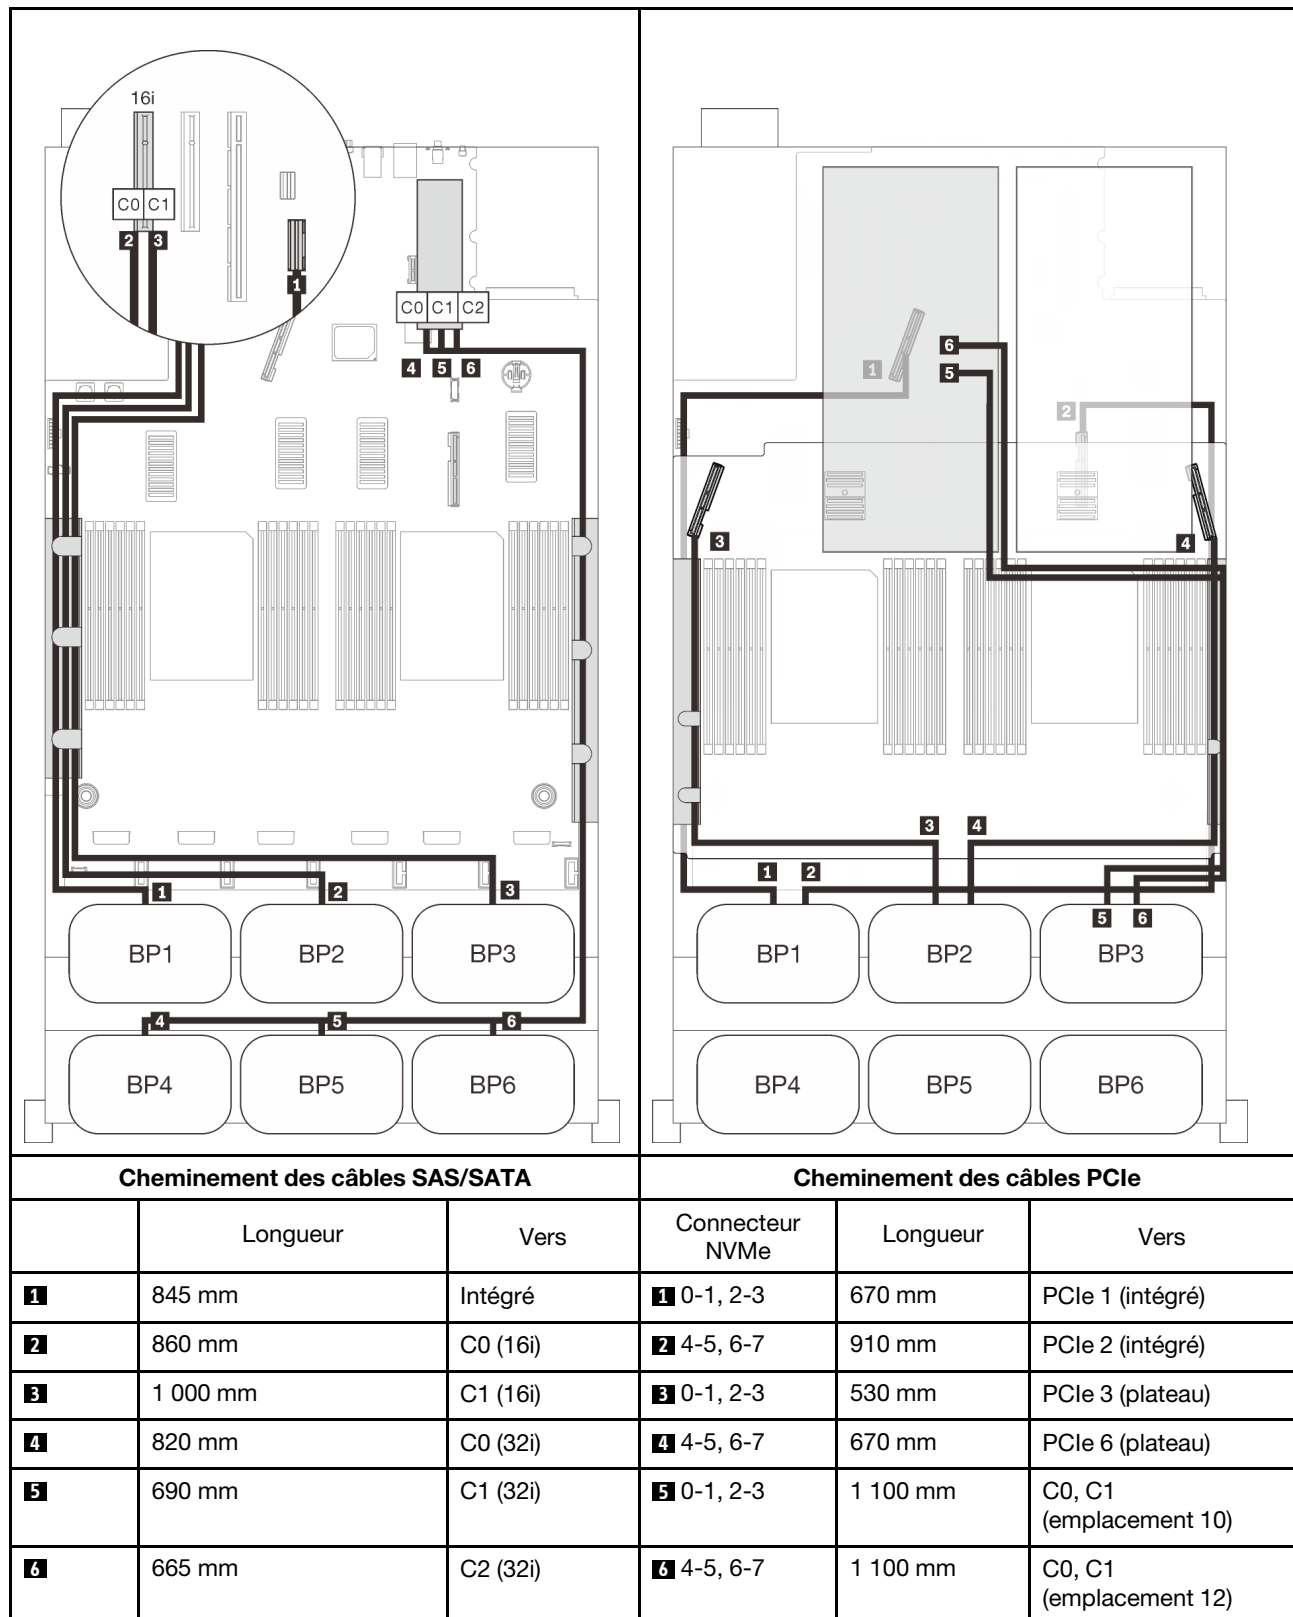 16i
C0 C1
2 3
1
C0 C1 C2
4 5 6
1 2 3
BP1 BP2 BP3
4 5 6
BP4 BP5 BP6
6
1 5
2
3 4
3 4
1 2
5 6
BP1 BP2 BP3
BP4 BP5 BP6
Cheminement des câbles SAS/SATA
Cheminement des câbles PCIe
Longueur Vers Connecteur NVMe Longueur Vers
1 845 mm Intégré 1 0-1, 2-3 670 mm PCIe 1 (intégré)
2 860 mm C0 (16i) 2 4-5, 6-7 910 mm PCIe 2 (intégré)
3 1 000 mm C1 (16i) 3 0-1, 2-3 530 mm PCIe 3 (plateau)
4 820 mm C0 (32i) 4 4-5, 6-7 670 mm PCIe 6 (plateau)
5 690 mm C1 (32i) 5 0-1, 2-3 1 100 mm C0, C1
(emplacement 10)
6 665 mm C2 (32i) 6 4-5, 6-7 1 100 mm C0, C1
(emplacement 12)